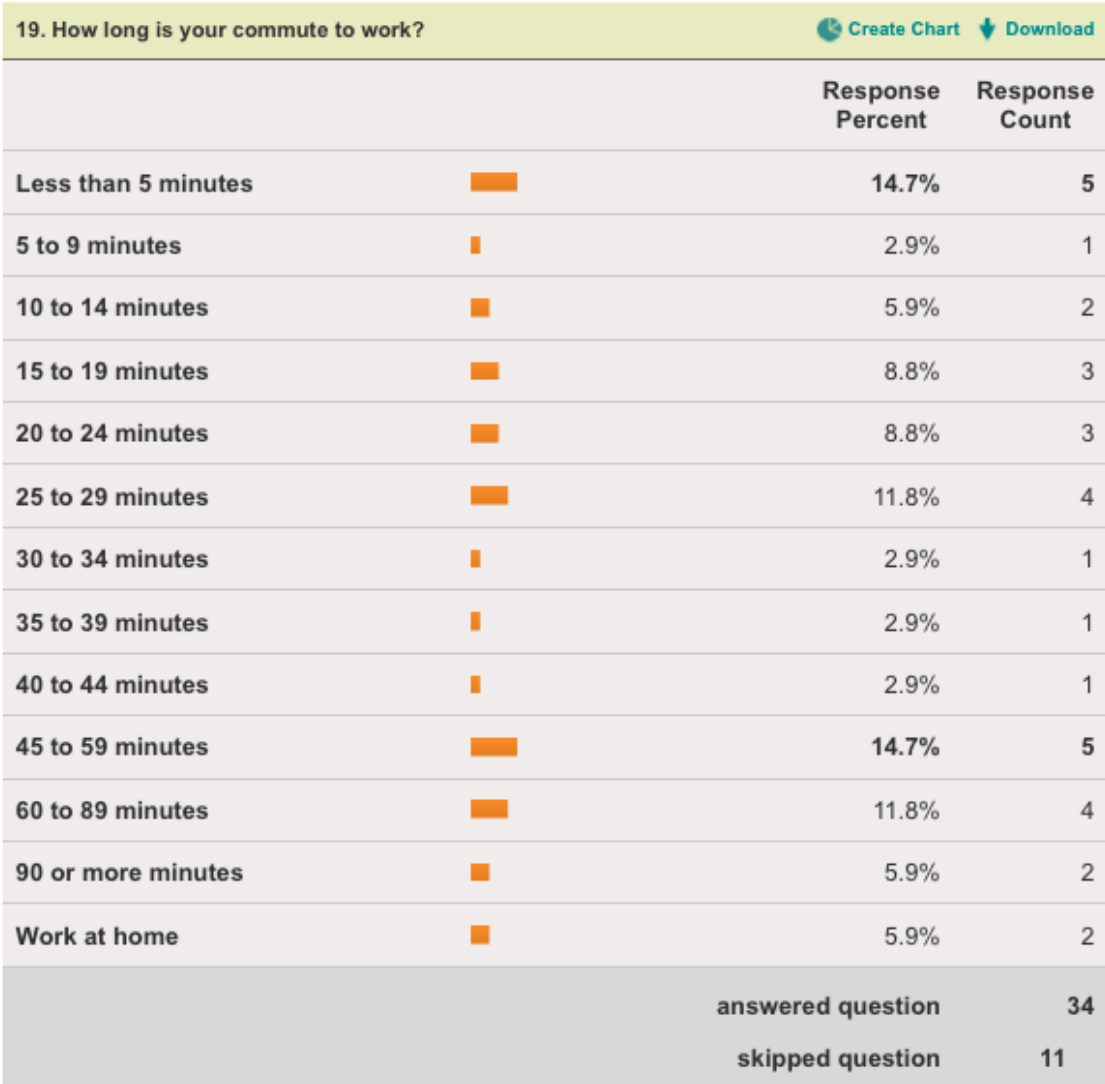 19. How long is your commute to work? Create Chart Download
Response Percent Response Count
Less than 5 minutes 14.7% 5
5 to 9 minutes 2.9% 1
10 to 14 minutes 5.9% 2
15 to 19 minutes 8.8% 3
20 to 24 minutes 8.8% 3
25 to 29 minutes 11.8% 4
30 to 34 minutes 2.9% 1
35 to 39 minutes 2.9% 1
40 to 44 minutes 2.9% 1
45 to 59 minutes 14.7% 5
60 to 89 minutes 11.8% 4
90 or more minutes 5.9% 2
Work at home 5.9% 2
answered question 34
skipped question 11